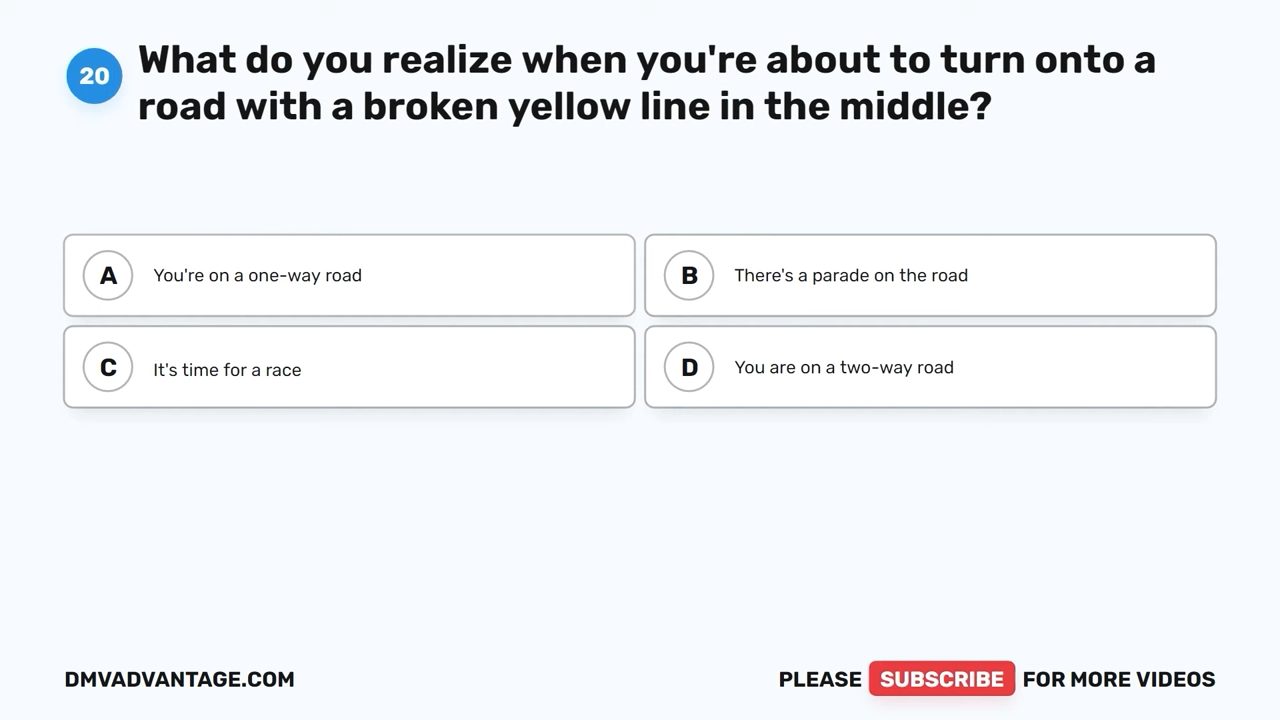 20
What do you realize when you're about to turn onto a
road with a broken yellow line in the middle?
A You're on a one-way road
B There's a parade on the road
C It's time for a race
D You are on a two-way road
DMVADVANTAGE.COM
PLEASE SUBSCRIBE FOR MORE VIDEOS